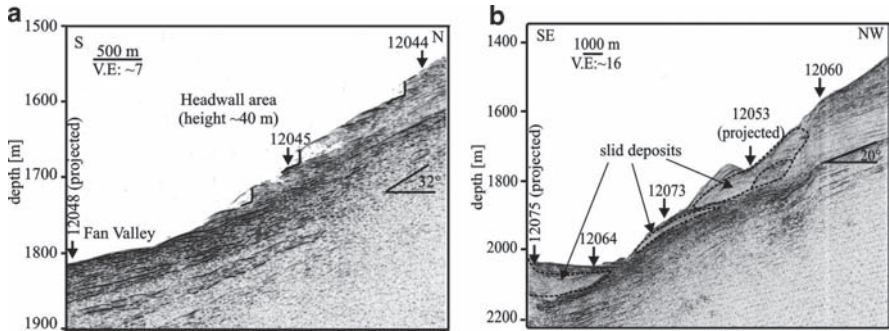 a
1500
S
500 m
V.E: ~7
12044
N
1600
Headwall area
(height ~40 m)
12045
depth [m]
1700
12048 (projected)
32°
Fan Valley
1800
1900
b
1400
SE
1000 m
V.E:~16
NW
12060
1600
12053
(projected)
slid deposits
20°
depth [m]
1800
12075 (projected)
12073
12064
2000
2200